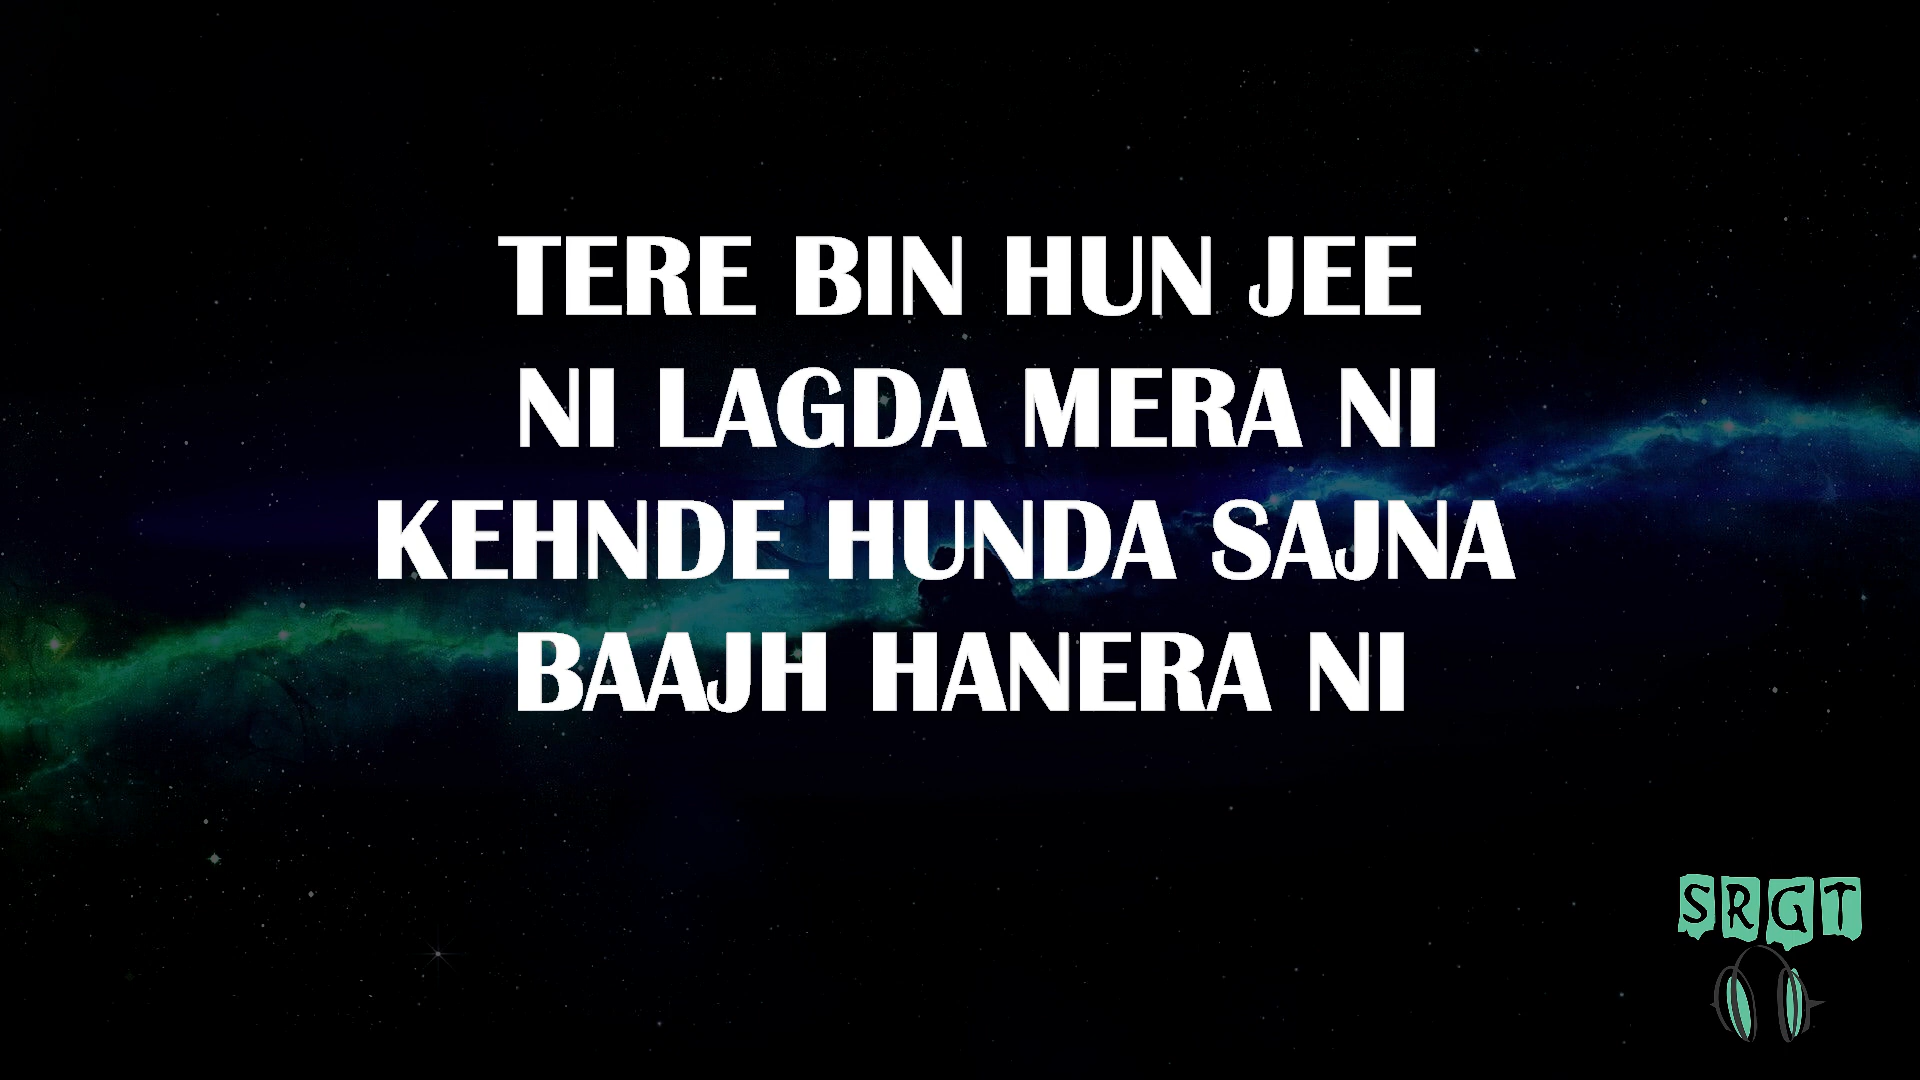 TERE BIN HUN JEE
NI LAGDA MERA NI
KEHNDE HUNDA SAJNA
BAAJH HANERA NI
SRGT